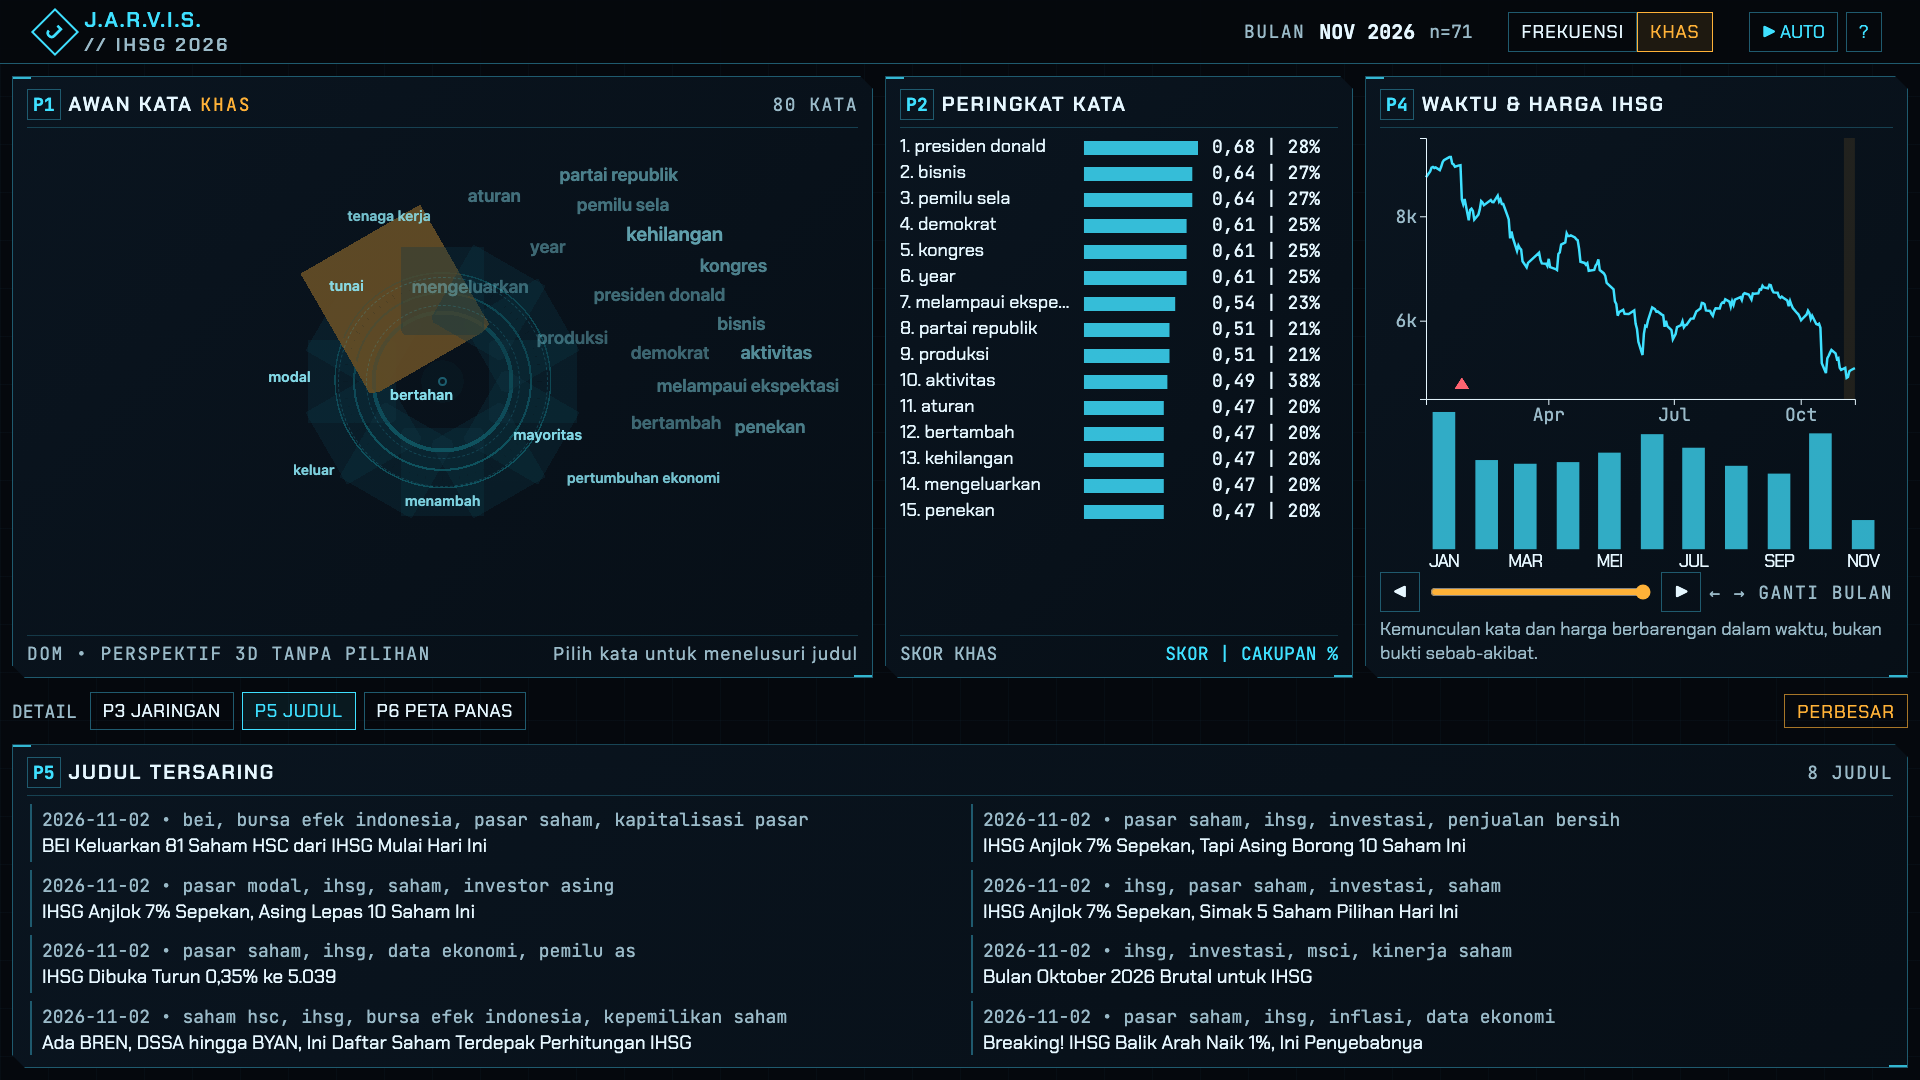 J.A.R.V.I.S.
// IHSG 2026
BULAN NOV 2026 n=71
FREKUENSI KHAS
AUTO
?
P1 AWAN KATA KHAS
80 KATA
partai republik
aturan
pemilu sela
tenaga kerja
kehilangan
year
kongres
tunai
mengeluarkan
presiden donald
bisnis
produksi
demokrat
aktivitas
modal
melampaui ekspektasi
bertahan
bertambah
penekan
mayoritas
keluar
pertumbuhan ekonomi
menambah
DOM • PERSPEKTIF 3D TANPA PILIHAN
Pilih kata untuk menelusuri judul
P2 PERINGKAT KATA
1. presiden donald 0,68 | 28%
2. bisnis 0,64 | 27%
3. pemilu sela 0,64 | 27%
4. demokrat 0,61 | 25%
5. kongres 0,61 | 25%
6. year 0,61 | 25%
7. melampaui ekspe... 0,54 | 23%
8. partai republik 0,51 | 21%
9. produksi 0,51 | 21%
10. aktivitas 0,49 | 38%
11. aturan 0,47 | 20%
12. bertambah 0,47 | 20%
13. kehilangan 0,47 | 20%
14. mengeluarkan 0,47 | 20%
15. penekan 0,47 | 20%
SKOR KHAS
SKOR | CAKUPAN %
P4 WAKTU & HARGA IHSG
8k
6k
Apr Jul Oct
JAN MAR MEI JUL SEP NOV
← → GANTI BULAN
Kemunculan kata dan harga berbarengan dalam waktu, bukan
bukti sebab-akibat.
DETAIL P3 JARINGAN P5 JUDUL P6 PETA PANAS
PERBESAR
P5 JUDUL TERSARING
8 JUDUL
2026-11-02 • bei, bursa efek indonesia, pasar saham, kapitalisasi pasar
BEI Keluarkan 81 Saham HSC dari IHSG Mulai Hari Ini
2026-11-02 • pasar saham, ihsg, investasi, penjualan bersih
IHSG Anjlok 7% Sepekan, Tapi Asing Borong 10 Saham Ini
2026-11-02 • pasar modal, ihsg, saham, investor asing
IHSG Anjlok 7% Sepekan, Asing Lepas 10 Saham Ini
2026-11-02 • ihsg, pasar saham, investasi, saham
IHSG Anjlok 7% Sepekan, Simak 5 Saham Pilihan Hari Ini
2026-11-02 • pasar saham, ihsg, data ekonomi, pemilu as
IHSG Dibuka Turun 0,35% ke 5.039
2026-11-02 • ihsg, investasi, msci, kinerja saham
Bulan Oktober 2026 Brutal untuk IHSG
2026-11-02 • saham hsc, ihsg, bursa efek indonesia, kepemilikan saham
Ada BREN, DSSA hingga BYAN, Ini Daftar Saham Terdepak Perhitungan IHSG
2026-11-02 • pasar saham, ihsg, inflasi, data ekonomi
Breaking! IHSG Balik Arah Naik 1%, Ini Penyebabnya